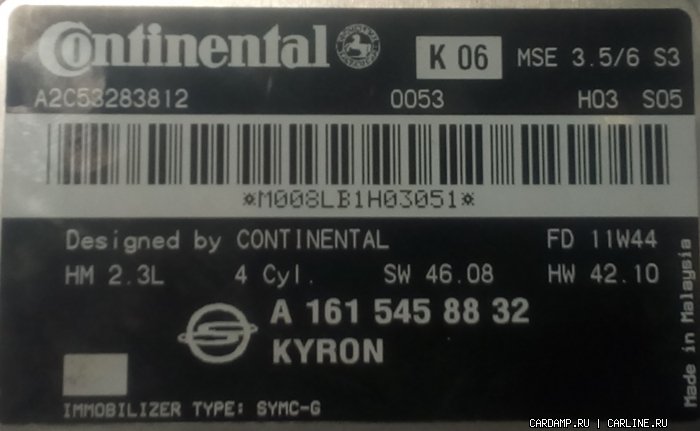 Continental K 06 MSE 3.5/6 S3
A2C53283812 0053 H03 S05
*M008LB1H03051*
Designed by CONTINENTAL FD 11W44
HM 2.3L 4 Cyl. SW 46.08 HW 42.10
A 161 545 88 32
KYRON
IMMOBILIZER TYPE: SYMC-G
Made in Malaysia
CARDAMP.RU | CARLINE.RU